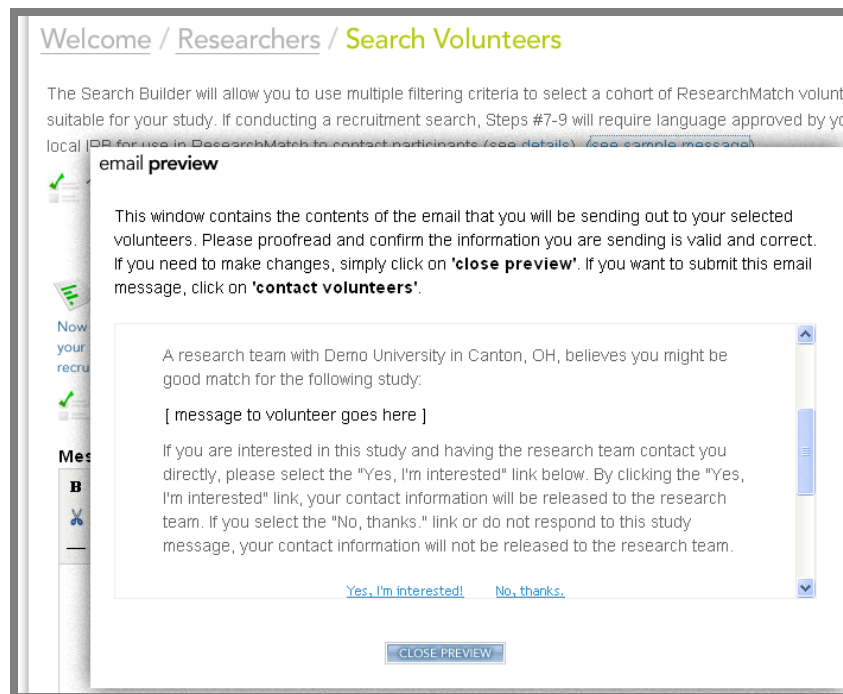 Welcome / Researchers / Search Volunteers
The Search Builder will allow you to use multiple filtering criteria to select a cohort of ResearchMatch volunt
suitable for your study. If conducting a recruitment search, Steps #7-9 will require language approved by yo
local IRB for use in ResearchMatch to contact participants (see details). (see sample message)
email preview
This window contains the contents of the email that you will be sending out to your selected
volunteers. Please proofread and confirm the information you are sending is valid and correct.
If you need to make changes, simply click on 'close preview'. If you want to submit this email
message, click on 'contact volunteers'.
Now
your
recru
A research team with Demo University in Canton, OH, believes you might be
good match for the following study:
[ message to volunteer goes here ]
Mes
B
If you are interested in this study and having the research team contact you
directly, please select the "Yes, I'm interested" link below. By clicking the "Yes,
I'm interested" link, your contact information will be released to the research
team. If you select the "No, thanks." link or do not respond to this study
message, your contact information will not be released to the research team.
Yes, I'm interested! No, thanks.
CLOSE PREVIEW